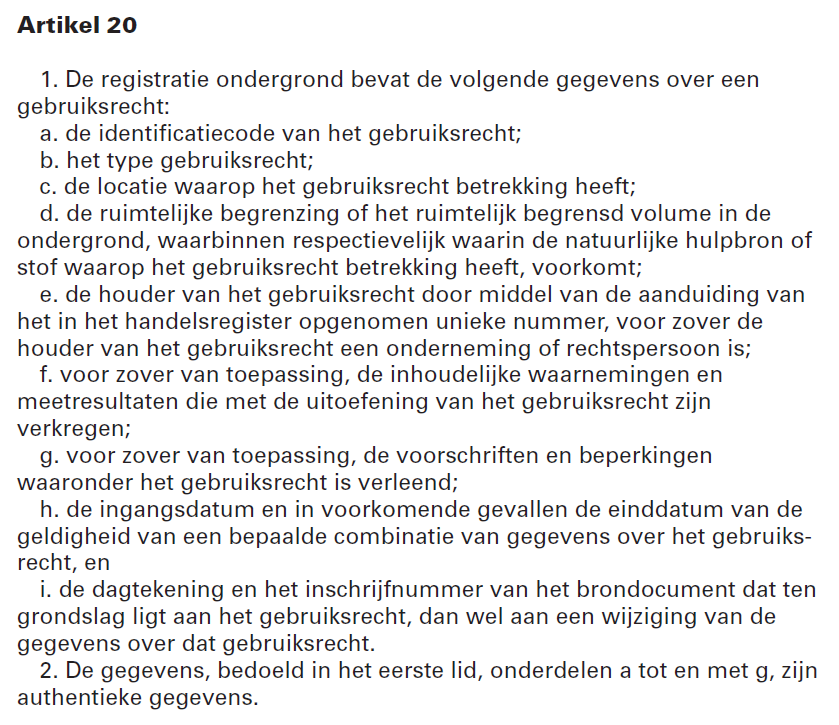 Artikel 20
1. De registratie ondergrond bevat de volgende gegevens over een
gebruiksrecht:
a. de identificatiecode van het gebruiksrecht;
b. het type gebruiksrecht;
c. de locatie waarop het gebruiksrecht betrekking heeft;
d. de ruimtelijke begrenzing of het ruimtelijk begrensd volume in de
ondergrond, waarbinnen respectievelijk waarin de natuurlijke hulpbron of
stof waarop het gebruiksrecht betrekking heeft, voorkomt;
e. de houder van het gebruiksrecht door middel van de aanduiding van
het in het handelsregister opgenomen unieke nummer, voor zover de
houder van het gebruiksrecht een onderneming of rechtspersoon is;
f. voor zover van toepassing, de inhoudelijke waarnemingen en
meetresultaten die met de uitoefening van het gebruiksrecht zijn
verkregen;
g. voor zover van toepassing, de voorschriften en beperkingen
waaronder het gebruiksrecht is verleend;
h. de ingangsdatum en in voorkomende gevallen de einddatum van de
geldigheid van een bepaalde combinatie van gegevens over het gebruiks-
recht, en
i. de dagtekening en het inschrijfnummer van het brondocument dat ten
grondslag ligt aan het gebruiksrecht, dan wel aan een wijziging van de
gegevens over dat gebruiksrecht.
2. De gegevens, bedoeld in het eerste lid, onderdelen a tot en met g, zijn
authentieke gegevens.